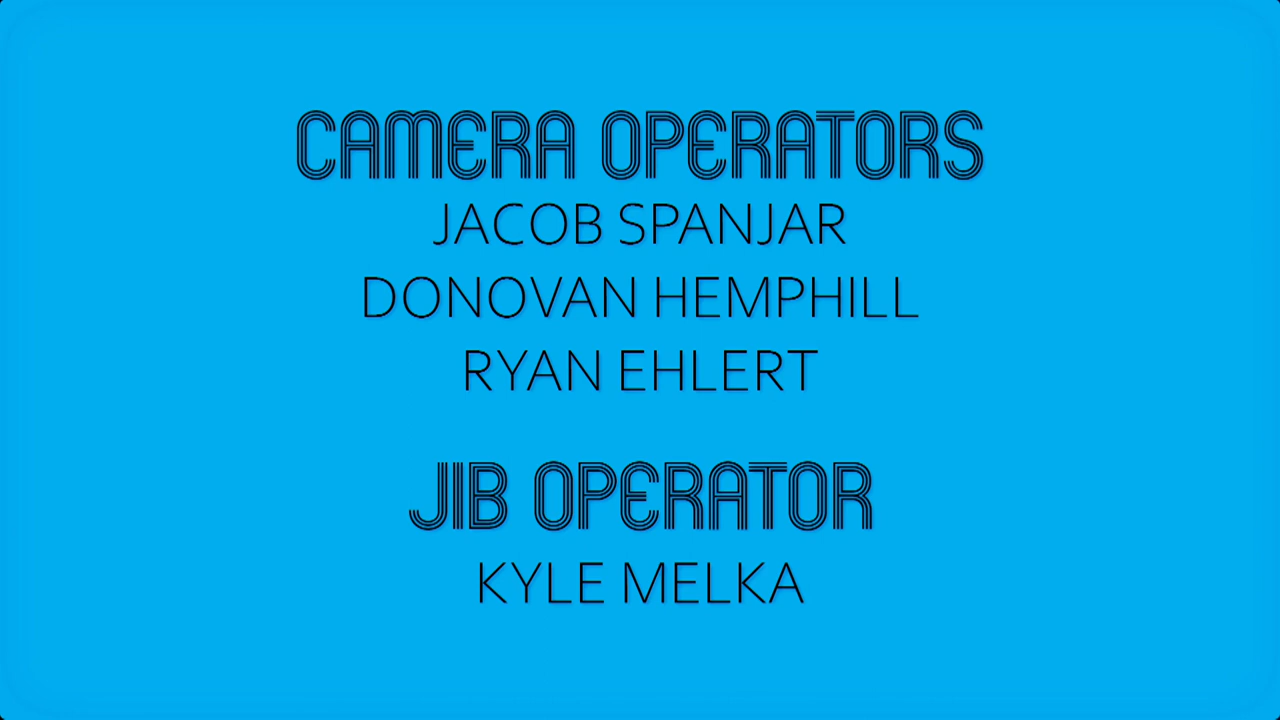 CAMERA OPERATORS
JACOB SPANJAR
DONOVAN HEMPHILL
RYAN EHLERT
JIB OPERATOR
KYLE MELKA